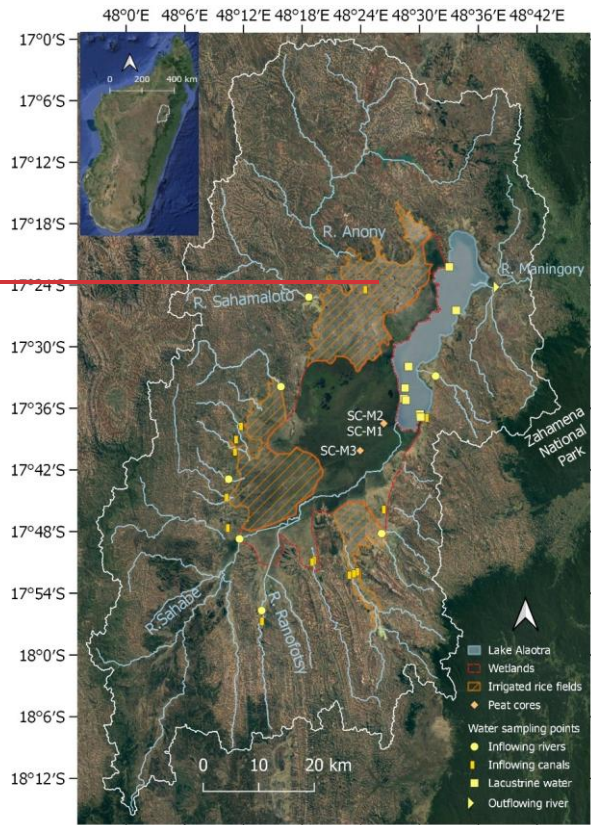 48°0'E 48°6'E 48°12'E 48°18'E 48°24'E 48°30'E 48°36'E 48°42'E
17°0'S
0 200 400 km
17°6'S
17°12'S
17°18'S
R. Anony
17°24'S
R. Maningory
R. Sahamaloto
17°30'S
17°36'S
SC-M2
SC-M1
Zahamena
National
Park
SC-M3
17°42'S
17°48'S
17°54'S
R.Sahabe
R. Ranofotsy
18°0'S
Lake Alaotra
Wetlands
Irrigated rice fields
Peat cores
18°6'S
Water sampling points
Inflowing rivers
Inflowing canals
Lacustrine water
Outflowing river
0 10 20 km
18°12'S